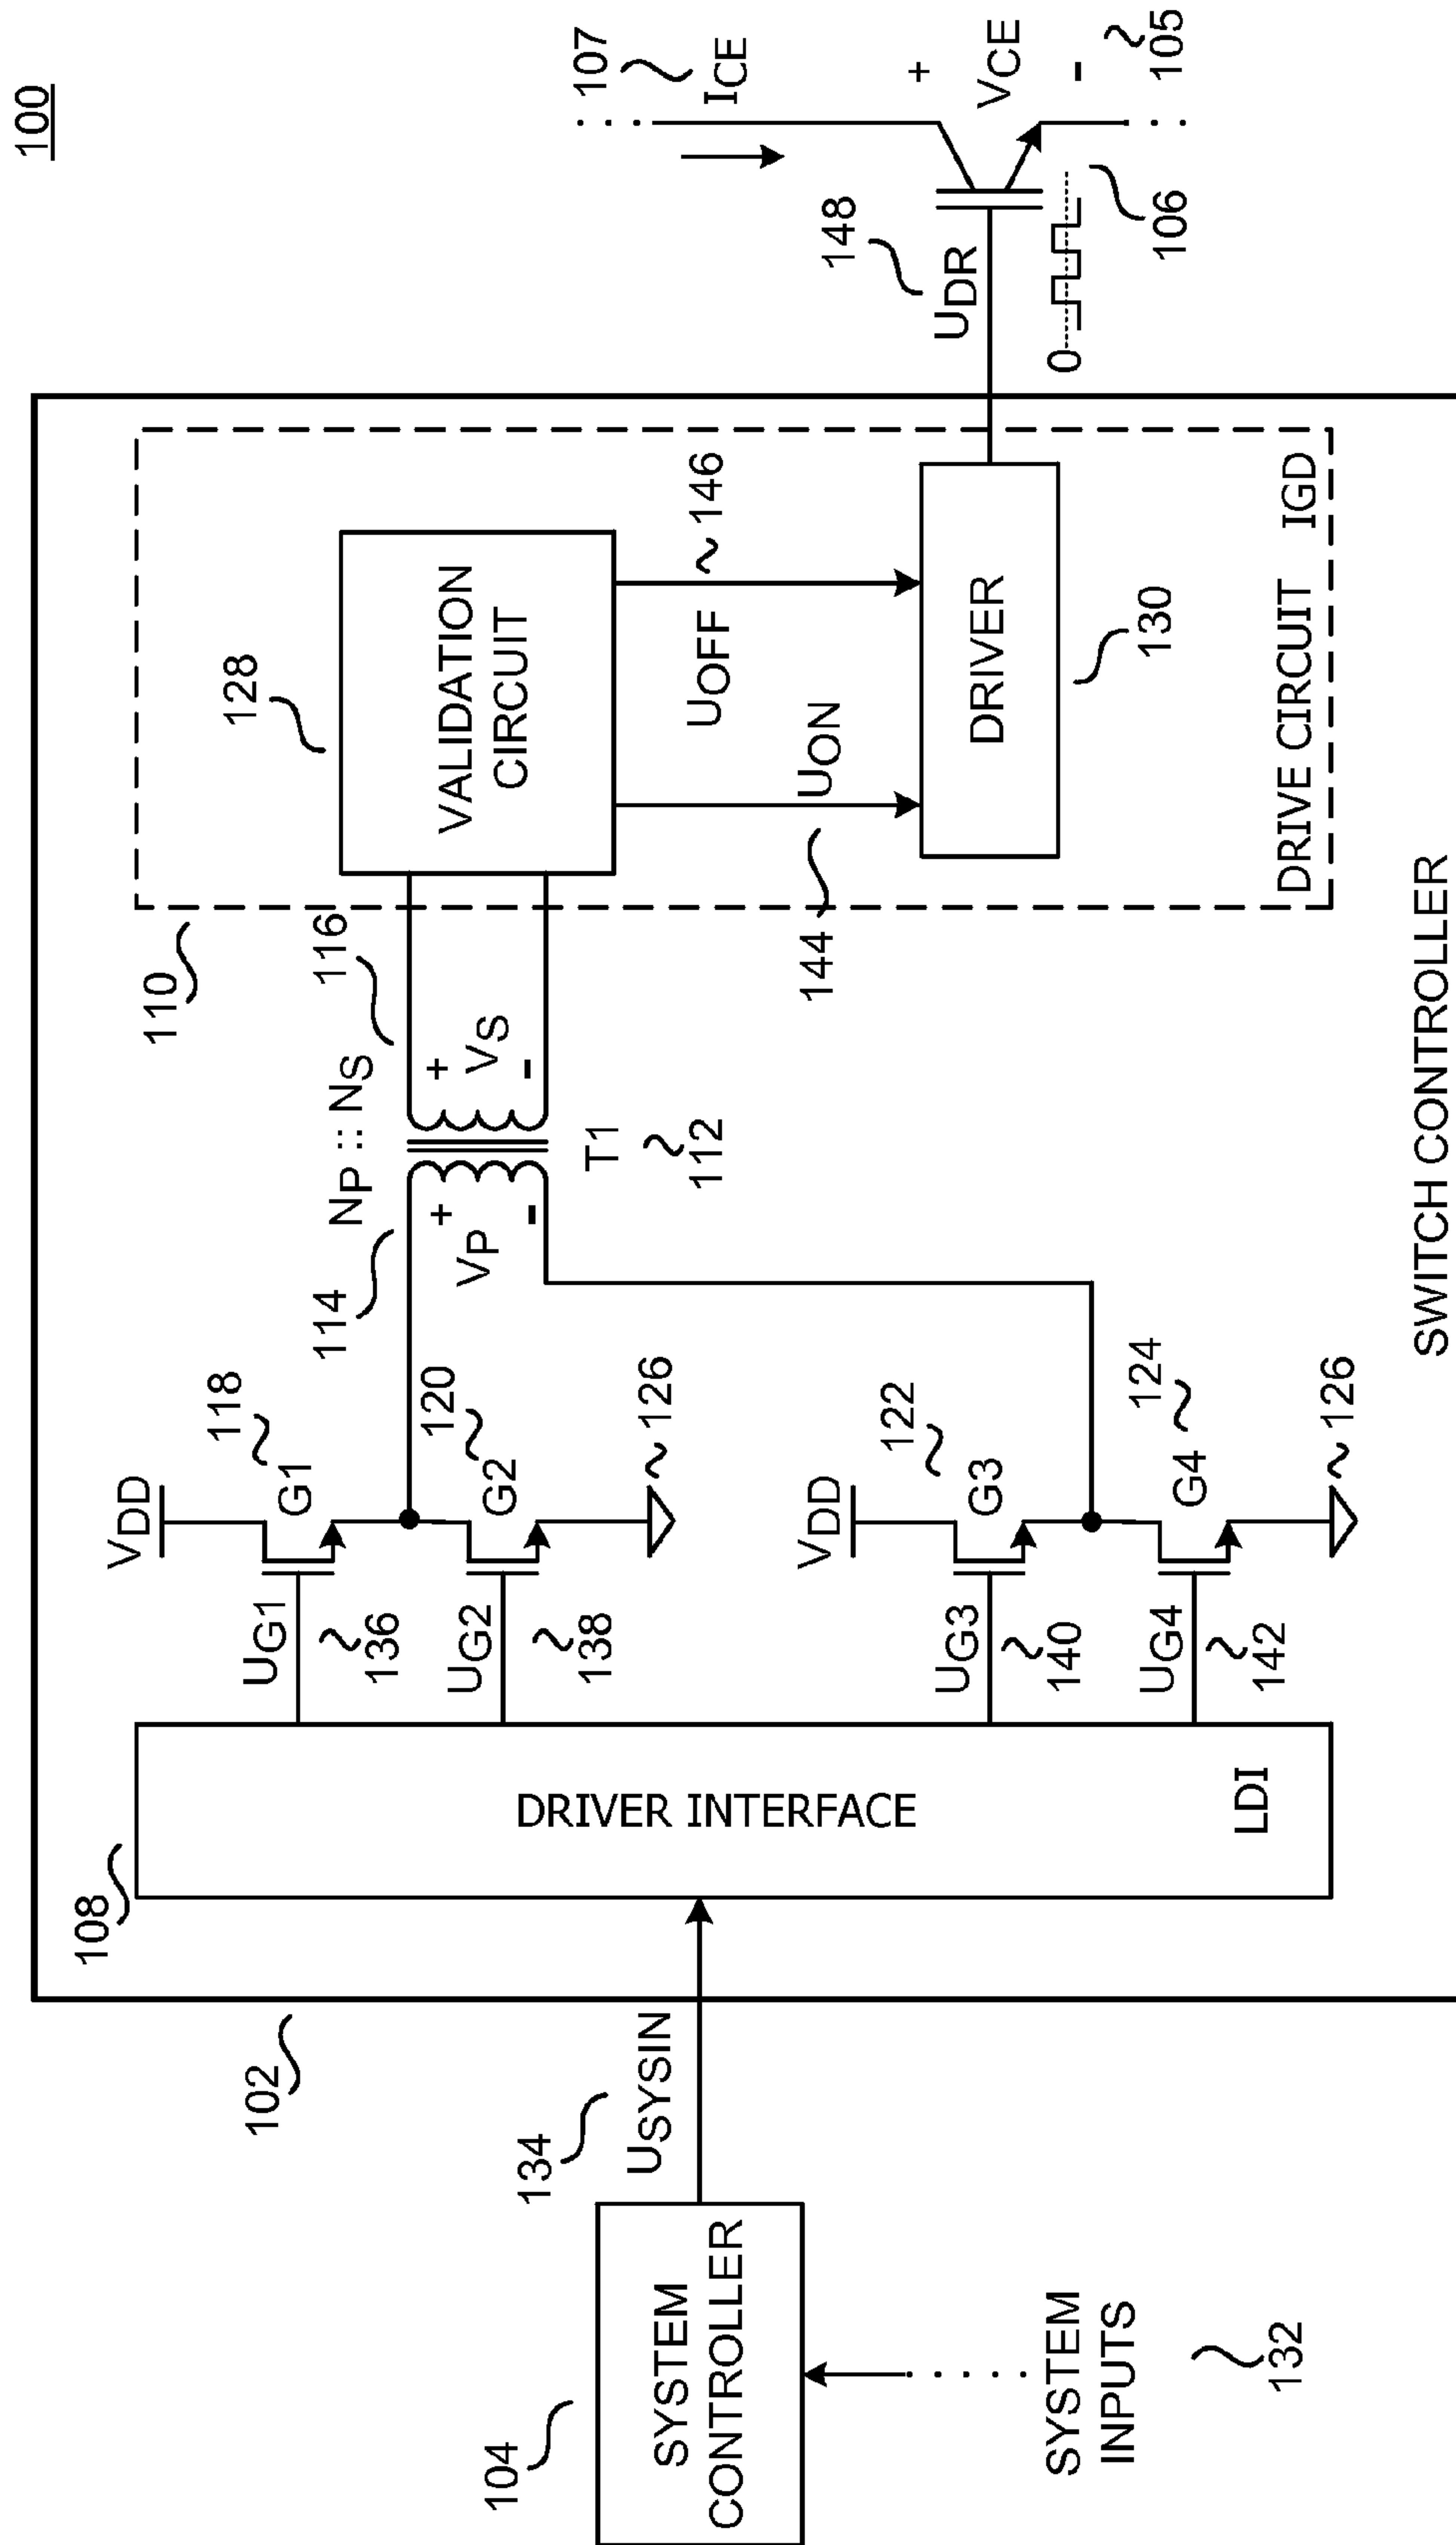 100
SYSTEM
CONTROLLER
104
SYSTEM
INPUTS
132
134
USYSIN
102
108
DRIVER INTERFACE
LDI
UG1
136
UG2
138
UG3
140
UG4
142
VDD
G1
118
G2
120
126
VDD
G3
122
G4
124
126
114
NP :: NS
116
+
VP
-
+
VS
-
T1
112
110
128
VALIDATION
CIRCUIT
UON
144
UOFF
146
DRIVER
130
DRIVE CIRCUIT IGD
SWITCH CONTROLLER
148
UDR
0
106
107
ICE
+
VCE
-
105